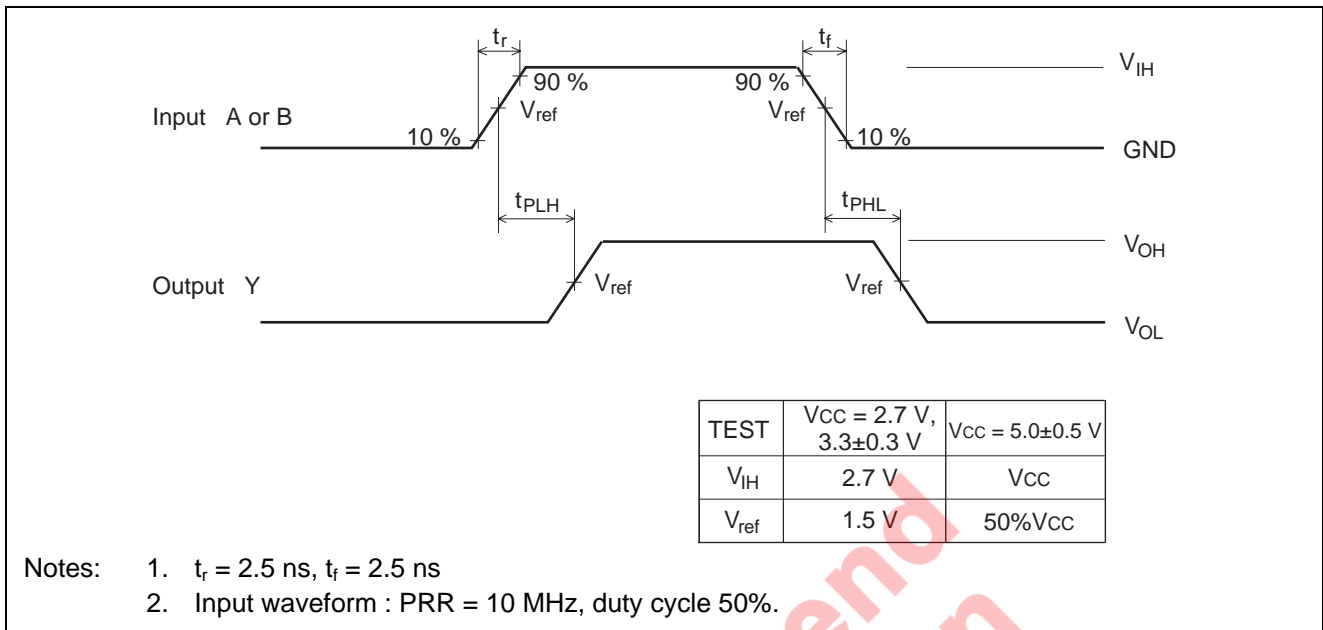 tr tf
VIH
90 % 90 %
Input A or B Vref Vref
10 % 10 %
GND
tPLH tPHL
VOH
Output Y Vref Vref
VOL
TEST VCC = 2.7 V, 3.3±0.3 V VCC = 5.0±0.5 V
VIH 2.7 V VCC
Vref 1.5 V 50%VCC
Notes: 1. tr = 2.5 ns, tf = 2.5 ns
2. Input waveform : PRR = 10 MHz, duty cycle 50%.
end